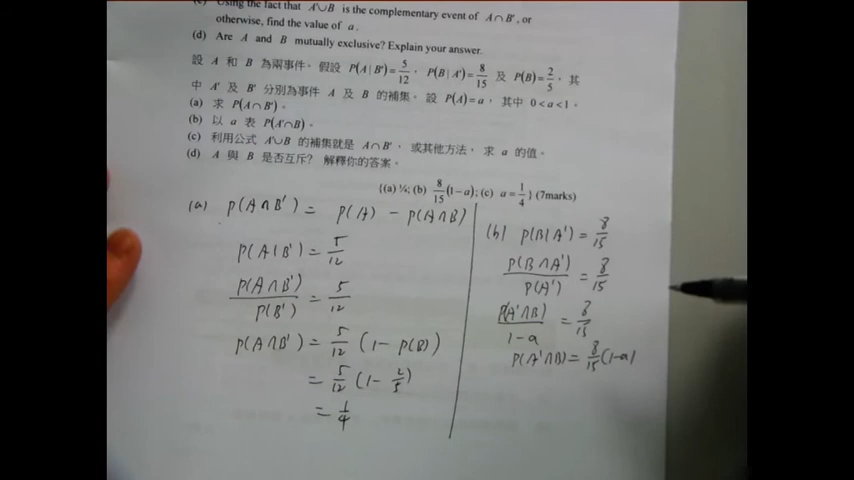 (c) Using the fact that A'∪B is the complementary event of A∩B', or
otherwise, find the value of a.
(d) Are A and B mutually exclusive? Explain your answer.
設 A 和 B 為兩事件。假設 P(A|B')=5/12, P(B|A')=8/15 及 P(B)=2/5,其
中 A' 及 B' 分別為事件 A 及 B 的補集。設 P(A)=a,其中 0<a<1。
(a) 求 P(A∩B')。
(b) 以 a 表 P(A'∩B)。
(c) 利用公式 A'∪B 的補集就是 A∩B',或其他方法,求 a 的值。
(d) A 與 B 是否互斥? 解釋你的答案。
{(a) ¼; (b) 8/15(1-a); (c) a=1/4} (7marks)
(a) P(A∩B') = P(A) - P(A∩B)
P(A|B') = 5/12
P(A∩B')/P(B') = 5/12
P(A∩B') = 5/12 (1-P(B))
= 5/12 (1-2/5)
= 1/4
(b) P(B|A') = 8/15
P(B∩A')/P(A') = 8/15
P(A'∩B)/1-a = 8/15
P(A'∩B) = 8/15(1-a)